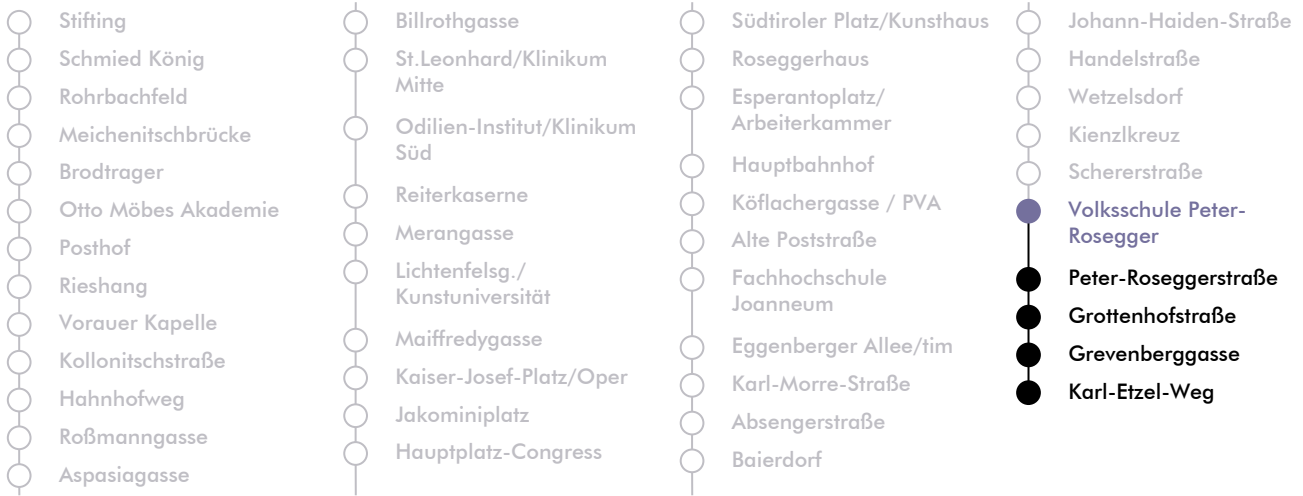 Stifting
Schmied König
Rohrbachfeld
Meichenitschbrücke
Brodtrager
Otto Möbes Akademie
Posthof
Rieshang
Vorauer Kapelle
Kollonitschstraße
Hahnhofweg
Roßmanngasse
Aspasiagasse
Billrothgasse
St.Leonhard/Klinikum
Mitte
Odilien-Institut/Klinikum
Süd
Reiterkaserne
Merangasse
Lichtenfelsg./
Kunstuniversität
Maiffredygasse
Kaiser-Josef-Platz/Oper
Jakominiplatz
Hauptplatz-Congress
Südtiroler Platz/Kunsthaus
Roseggerhaus
Esperantoplatz/
Arbeiterkammer
Hauptbahnhof
Köflachergasse / PVA
Alte Poststraße
Fachhochschule
Joanneum
Eggenberger Allee/tim
Karl-Morre-Straße
Absengerstraße
Baierdorf
Johann-Haiden-Straße
Handelstraße
Wetzelsdorf
Kienzlkreuz
Schererstraße
Volksschule Peter-
Rosegger
Peter-Roseggerstraße
Grottenhofstraße
Grevenberggasse
Karl-Etzel-Weg